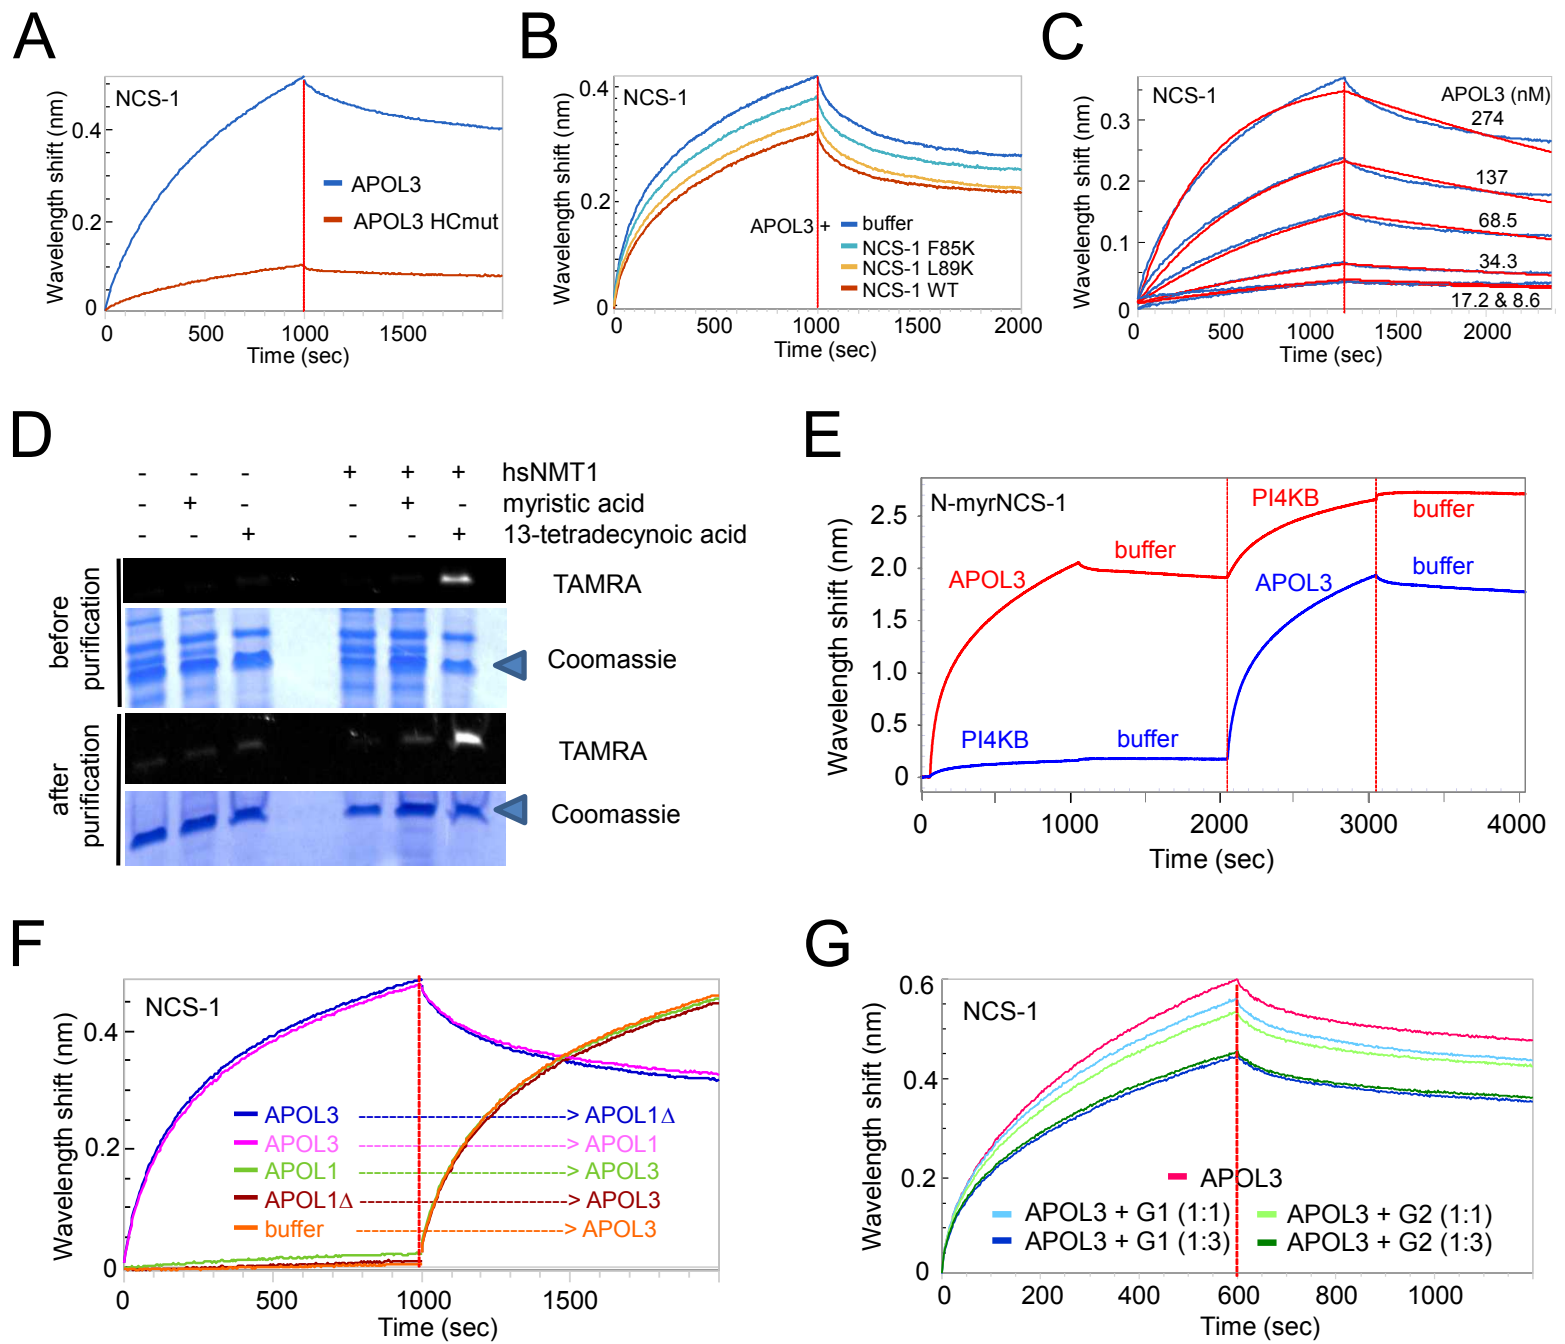 A
Wavelength shift (nm)
NCS-1
0.4
0.2
0
APOL3
APOL3 HCmut
0 500 1000 1500
Time (sec)
B
Wavelength shift (nm)
NCS-1
0.4
0.2
0
APOL3 + buffer
NCS-1 F85K
NCS-1 L89K
NCS-1 WT
0 500 1000 1500 2000
Time (sec)
C
Wavelength shift (nm)
NCS-1
APOL3 (nM)
274
137
68.5
34.3
17.2 & 8.6
0.3
0.2
0.1
0
0 500 1000 1500 2000
Time (sec)
D
- - - + + + hsNMT1
- + - - + - myristic acid
- - + - - + 13-tetradecynoic acid
before purification
TAMRA
Coomassie
after purification
TAMRA
Coomassie
E
Wavelength shift (nm)
N-myrNCS-1
2.5
2.0
1.5
1.0
0.5
0
APOL3
buffer
PI4KB
buffer
PI4KB
buffer
APOL3
buffer
0 1000 2000 3000 4000
Time (sec)
F
Wavelength shift (nm)
NCS-1
0.4
0.2
0
APOL3 ----------------------> APOL1Δ
APOL3 ----------------------> APOL1
APOL1 ----------------------> APOL3
APOL1Δ ----------------------> APOL3
buffer ----------------------> APOL3
0 500 1000 1500
Time (sec)
G
Wavelength shift (nm)
NCS-1
0.6
0.4
0.2
0
APOL3
APOL3 + G1 (1:1) APOL3 + G2 (1:1)
APOL3 + G1 (1:3) APOL3 + G2 (1:3)
0 200 400 600 800 1000
Time (sec)